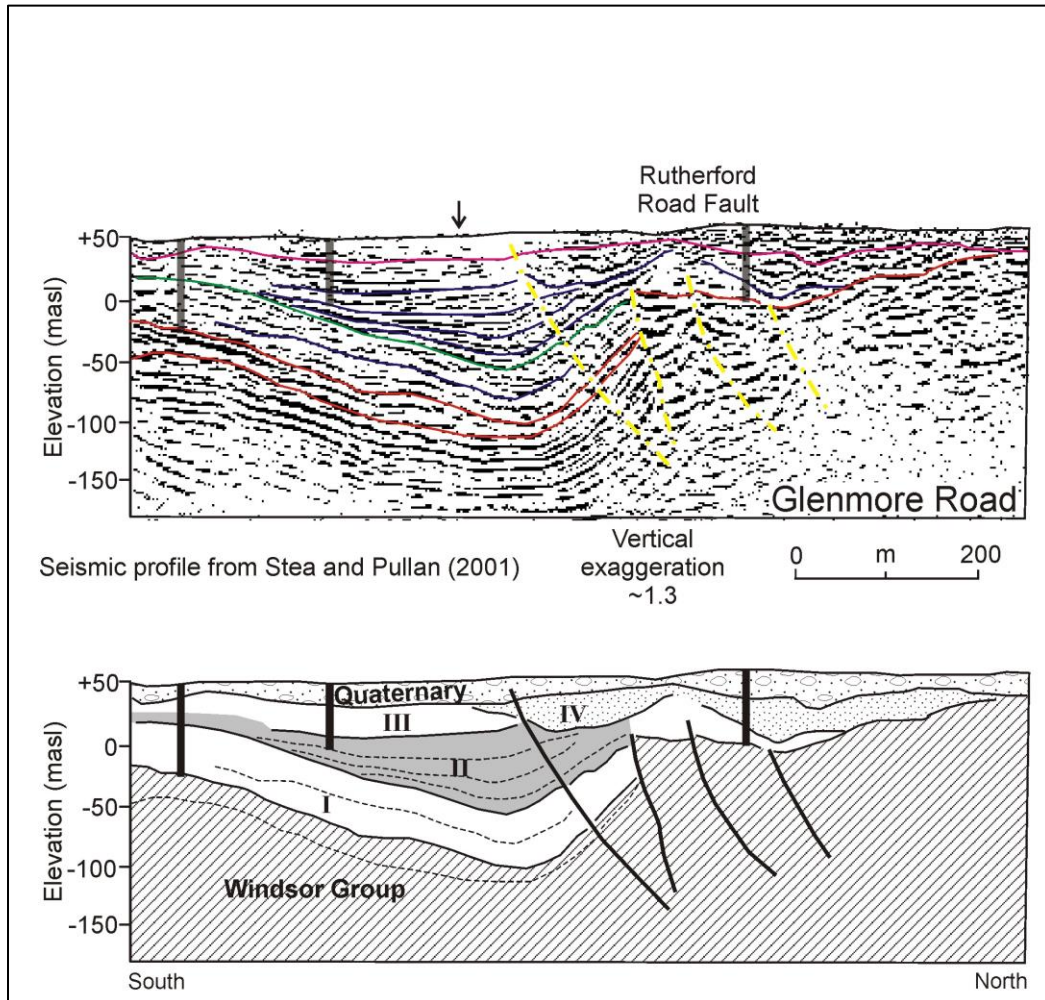 Rutherford
Road Fault
+50
0
-50
-100
-150
Elevation (masl)
Glenmore Road
Seismic profile from Stea and Pullan (2001)
Vertical
exaggeration
~1.3
0 m 200
+50
0
-50
-100
-150
Elevation (masl)
Quaternary
III
IV
II
I
Windsor Group
South
North